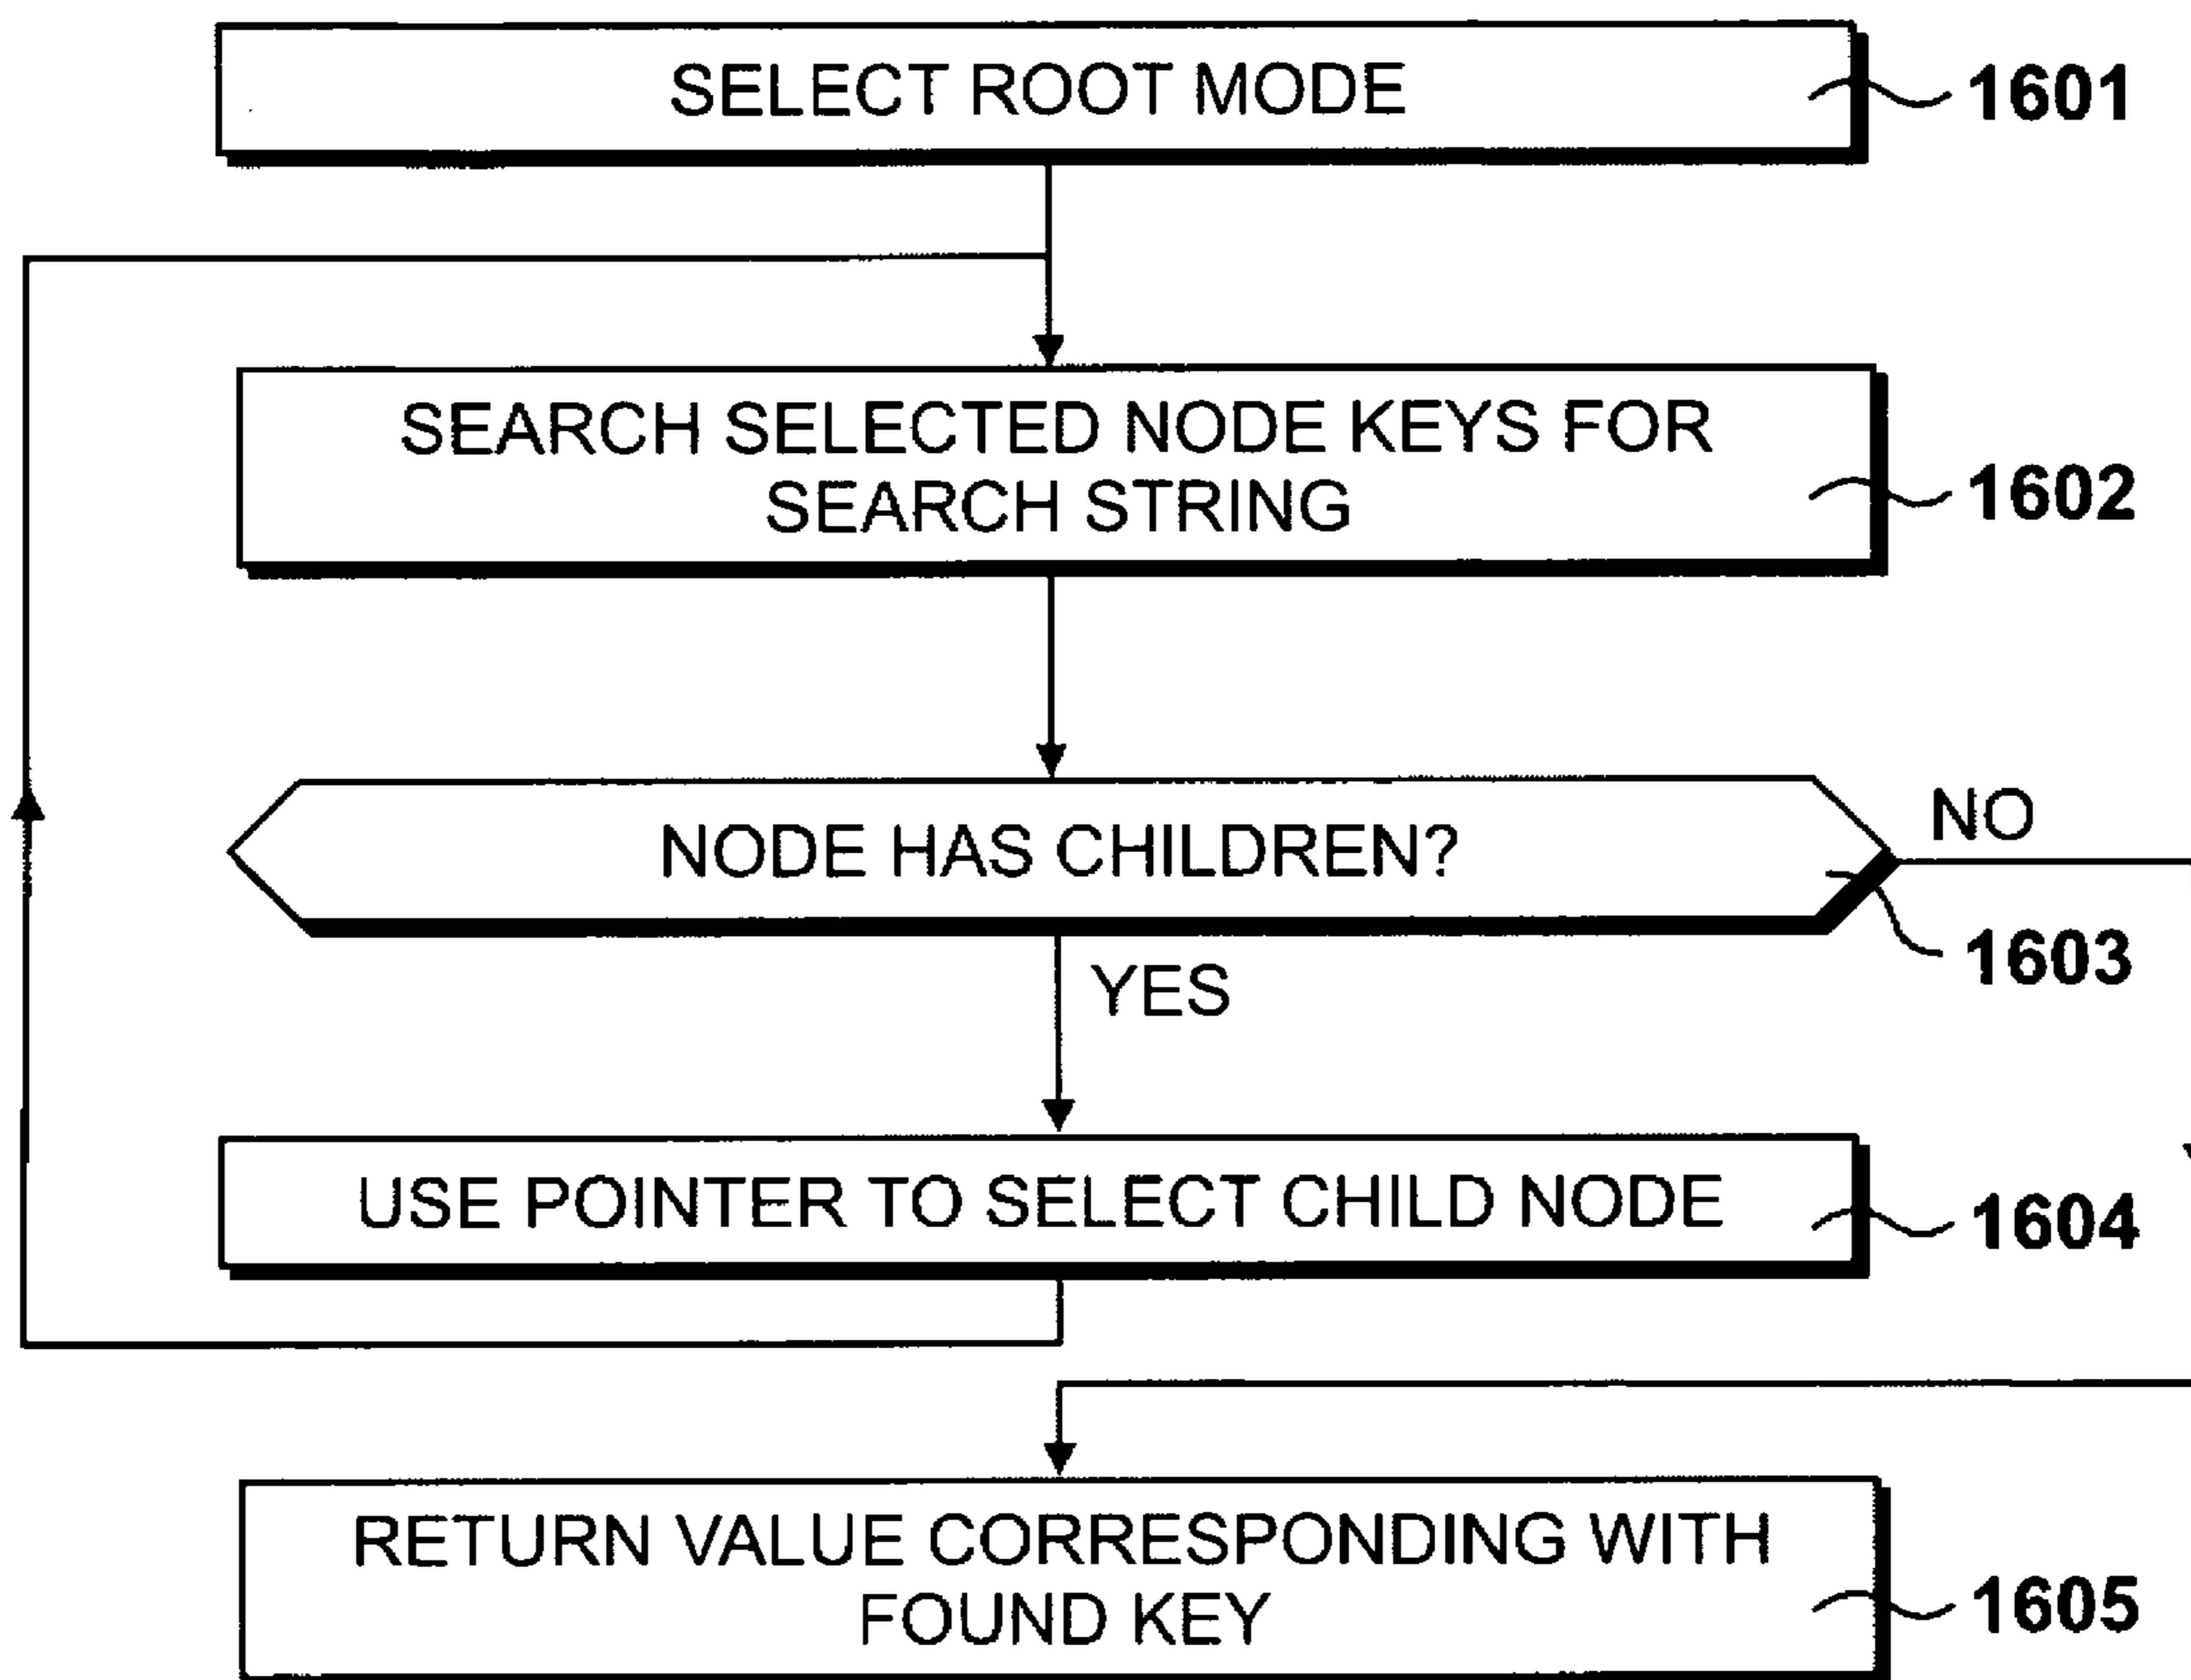 SELECT ROOT MODE
1601
SEARCH SELECTED NODE KEYS FOR
SEARCH STRING
1602
NODE HAS CHILDREN?
NO
1603
YES
USE POINTER TO SELECT CHILD NODE
1604
RETURN VALUE CORRESPONDING WITH
FOUND KEY
1605